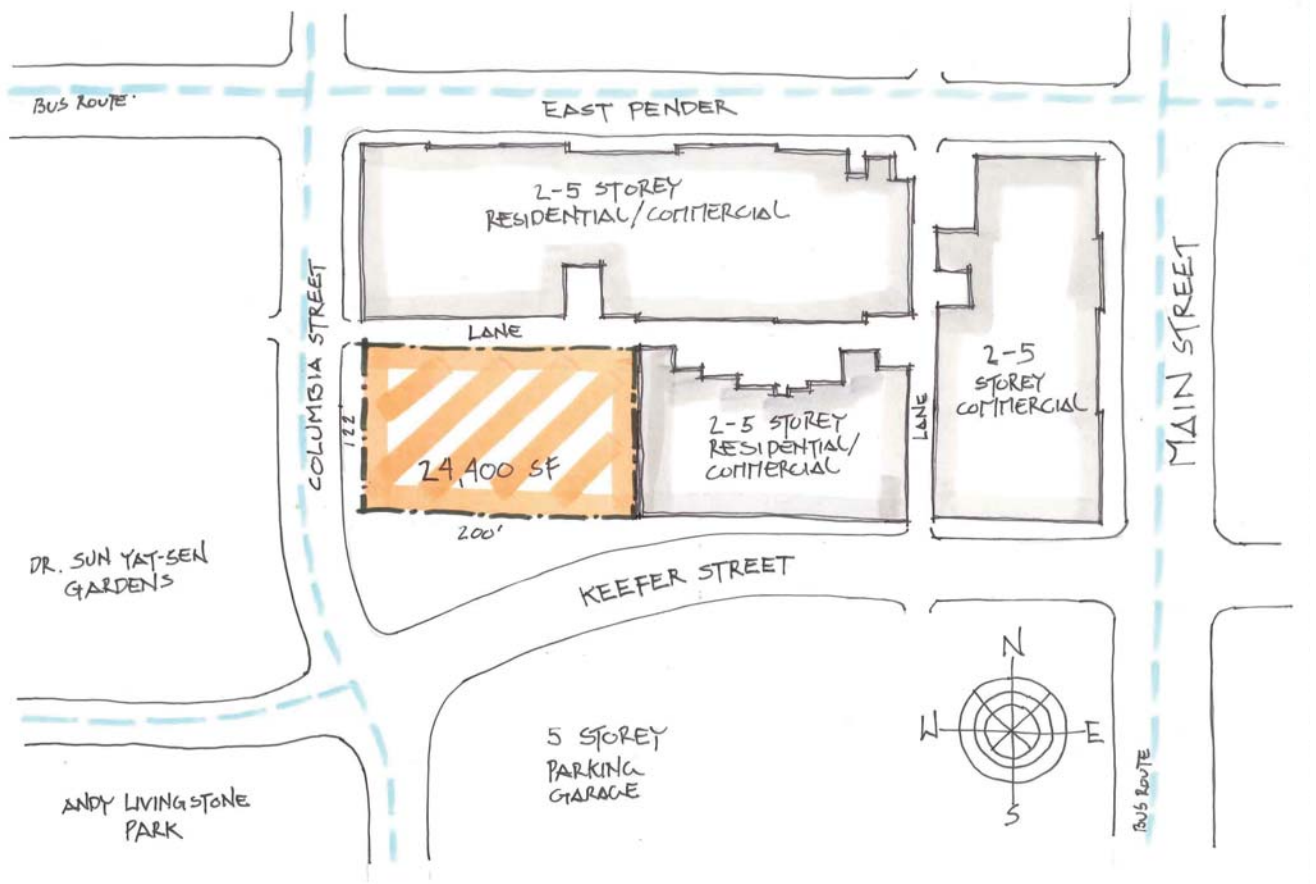 BUS ROUTE.
EAST PENDER
2-5 STOREY
RESIDENTIAL/COMMERCIAL
COLUMBIA STREET
LANE
MAIN STREET
2-5
STOREY
COMMERCIAL
122'
24,400 SF
2-5 STOREY
RESIDENTIAL/
COMMERCIAL
LANE
200'
DR. SUN YAT-SEN
GARDENS
KEEFER STREET
N
W
E
S
5 STOREY
PARKING
GARAGE
ANDY LIVINGSTONE
PARK
BUS ROUTE